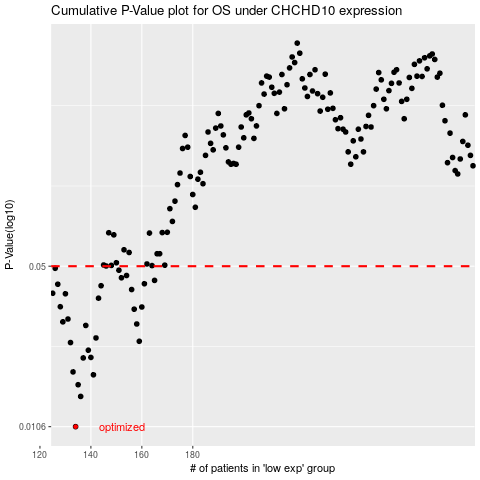 Cumulative P-Value plot for OS under CHCHD10 expression
P-Value(log10)
0.05
0.0106
optimized
120 140 160 180
# of patients in 'low exp' group